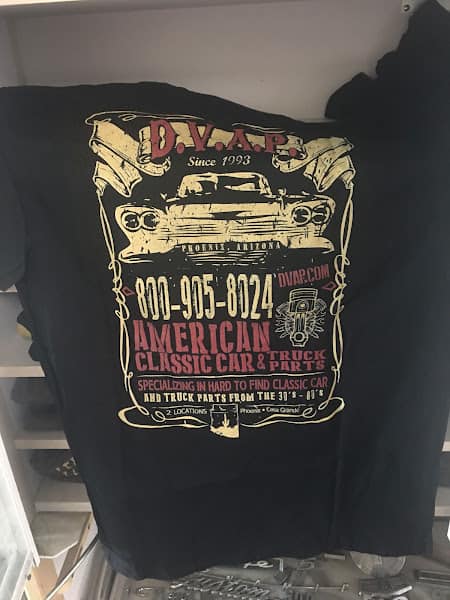 D.V.A.P.
Since 1993
PHOENIX, ARIZONA
800-905-8024
DVAP.COM
AMERICAN
CLASSIC CAR & TRUCK PARTS
SPECIALIZING IN HARD TO FIND CLASSIC CAR
AND TRUCK PARTS FROM THE 30's - 80's
2 LOCATIONS Phoenix • Casa Grande